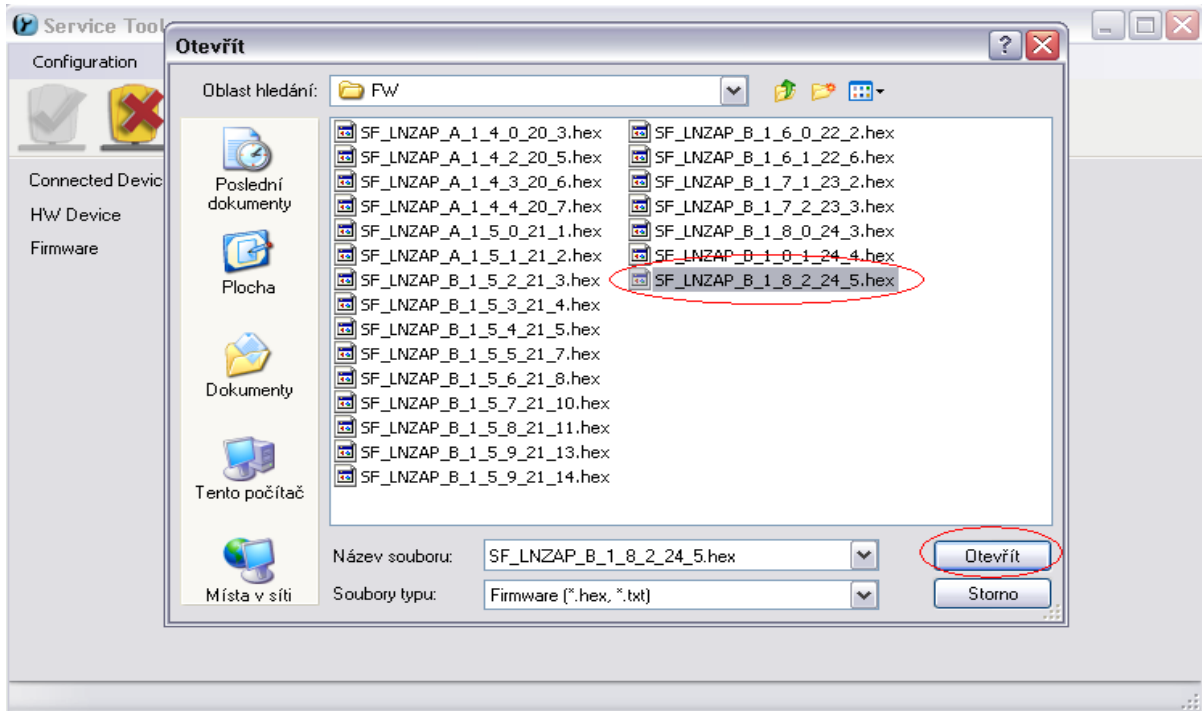 Service Tool
Otevřít
Configuration
Oblast hledání:
FW
Connected Devic
HW Device
Firmware
Poslední
dokumenty
Plocha
Dokumenty
Tento počítač
Místa v síti
SF_LNZAP_A_1_4_0_20_3.hex
SF_LNZAP_A_1_4_2_20_5.hex
SF_LNZAP_A_1_4_3_20_6.hex
SF_LNZAP_A_1_4_4_20_7.hex
SF_LNZAP_A_1_5_0_21_1.hex
SF_LNZAP_A_1_5_1_21_2.hex
SF_LNZAP_B_1_5_2_21_3.hex
SF_LNZAP_B_1_5_3_21_4.hex
SF_LNZAP_B_1_5_4_21_5.hex
SF_LNZAP_B_1_5_5_21_7.hex
SF_LNZAP_B_1_5_6_21_8.hex
SF_LNZAP_B_1_5_7_21_10.hex
SF_LNZAP_B_1_5_8_21_11.hex
SF_LNZAP_B_1_5_9_21_13.hex
SF_LNZAP_B_1_5_9_21_14.hex
SF_LNZAP_B_1_6_0_22_2.hex
SF_LNZAP_B_1_6_1_22_6.hex
SF_LNZAP_B_1_7_1_23_2.hex
SF_LNZAP_B_1_7_2_23_3.hex
SF_LNZAP_B_1_8_0_24_3.hex
SF_LNZAP_B_1_8_1_24_4.hex
SF_LNZAP_B_1_8_2_24_5.hex
Název souboru:
SF_LNZAP_B_1_8_2_24_5.hex
Otevřít
Soubory typu:
Firmware (*.hex, *.txt)
Storno